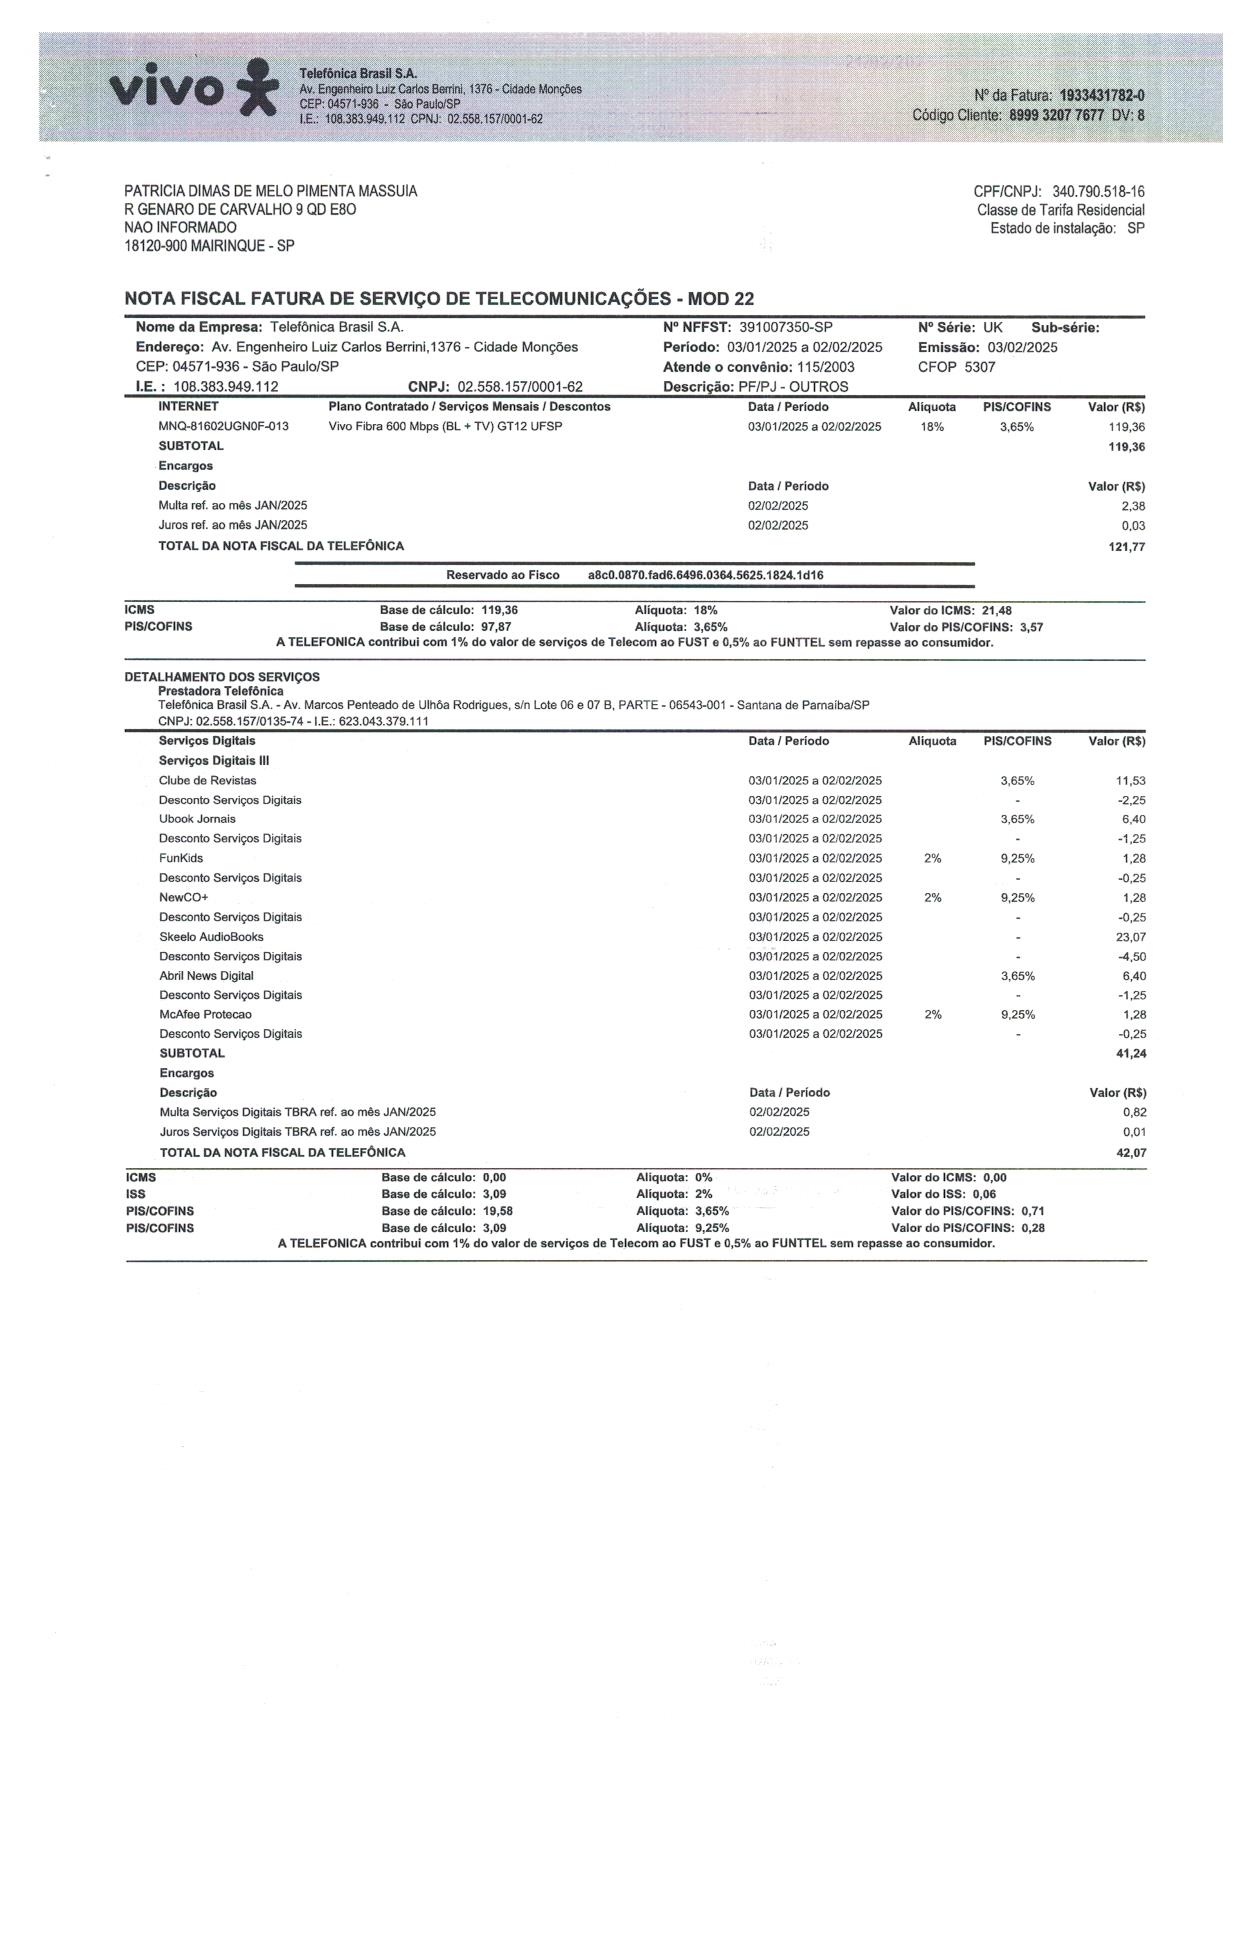 vivo
Telefônica Brasil S.A.
Av. Engenheiro Luiz Carlos Berrini, 1376 - Cidade Monções
CEP: 04571-936 - São Paulo/SP
I.E.: 108.383.949.112 CPNJ: 02.558.157/0001-62
Nº da Fatura: 1933431782-0
Código Cliente: 8999 3207 7677 DV: 8
PATRICIA DIMAS DE MELO PIMENTA MASSUIA
R GENARO DE CARVALHO 9 QD E8O
NAO INFORMADO
18120-900 MAIRINQUE - SP
CPF/CNPJ: 340.790.518-16
Classe de Tarifa Residencial
Estado de instalação: SP
NOTA FISCAL FATURA DE SERVIÇO DE TELECOMUNICAÇÕES - MOD 22
Nome da Empresa: Telefônica Brasil S.A. Nº NFFST: 391007350-SP Nº Série: UK Sub-série:
Endereço: Av. Engenheiro Luiz Carlos Berrini,1376 - Cidade Monções Período: 03/01/2025 a 02/02/2025 Emissão: 03/02/2025
CEP: 04571-936 - São Paulo/SP Atende o convênio: 115/2003 CFOP 5307
I.E. : 108.383.949.112 CNPJ: 02.558.157/0001-62 Descrição: PF/PJ - OUTROS
INTERNET Plano Contratado / Serviços Mensais / Descontos Data / Período Alíquota PIS/COFINS Valor (R$)
MNQ-81602UGN0F-013 Vivo Fibra 600 Mbps (BL + TV) GT12 UFSP 03/01/2025 a 02/02/2025 18% 3,65% 119,36
SUBTOTAL 119,36
Encargos
Descrição Data / Período Valor (R$)
Multa ref. ao mês JAN/2025 02/02/2025 2,38
Juros ref. ao mês JAN/2025 02/02/2025 0,03
TOTAL DA NOTA FISCAL DA TELEFÔNICA 121,77
Reservado ao Fisco a8c0.0870.fad6.6496.0364.5625.1824.1d16
ICMS Base de cálculo: 119,36 Alíquota: 18% Valor do ICMS: 21,48
PIS/COFINS Base de cálculo: 97,87 Alíquota: 3,65% Valor do PIS/COFINS: 3,57
A TELEFONICA contribui com 1% do valor de serviços de Telecom ao FUST e 0,5% ao FUNTTEL sem repasse ao consumidor.
DETALHAMENTO DOS SERVIÇOS
Prestadora Telefônica
Telefônica Brasil S.A. - Av. Marcos Penteado de Ulhôa Rodrigues, s/n Lote 06 e 07 B, PARTE - 06543-001 - Santana de Parnaíba/SP
CNPJ: 02.558.157/0135-74 - I.E.: 623.043.379.111
Serviços Digitais Data / Período Alíquota PIS/COFINS Valor (R$)
Serviços Digitais III
Clube de Revistas 03/01/2025 a 02/02/2025 3,65% 11,53
Desconto Serviços Digitais 03/01/2025 a 02/02/2025 - -2,25
Ubook Jornais 03/01/2025 a 02/02/2025 3,65% 6,40
Desconto Serviços Digitais 03/01/2025 a 02/02/2025 - -1,25
FunKids 03/01/2025 a 02/02/2025 2% 9,25% 1,28
Desconto Serviços Digitais 03/01/2025 a 02/02/2025 - -0,25
NewCO+ 03/01/2025 a 02/02/2025 2% 9,25% 1,28
Desconto Serviços Digitais 03/01/2025 a 02/02/2025 - -0,25
Skeelo AudioBooks 03/01/2025 a 02/02/2025 - 23,07
Desconto Serviços Digitais 03/01/2025 a 02/02/2025 - -4,50
Abril News Digital 03/01/2025 a 02/02/2025 3,65% 6,40
Desconto Serviços Digitais 03/01/2025 a 02/02/2025 - -1,25
McAfee Protecao 03/01/2025 a 02/02/2025 2% 9,25% 1,28
Desconto Serviços Digitais 03/01/2025 a 02/02/2025 - -0,25
SUBTOTAL 41,24
Encargos
Descrição Data / Período Valor (R$)
Multa Serviços Digitais TBRA ref. ao mês JAN/2025 02/02/2025 0,82
Juros Serviços Digitais TBRA ref. ao mês JAN/2025 02/02/2025 0,01
TOTAL DA NOTA FISCAL DA TELEFÔNICA 42,07
ICMS Base de cálculo: 0,00 Alíquota: 0% Valor do ICMS: 0,00
ISS Base de cálculo: 3,09 Alíquota: 2% Valor do ISS: 0,06
PIS/COFINS Base de cálculo: 19,58 Alíquota: 3,65% Valor do PIS/COFINS: 0,71
PIS/COFINS Base de cálculo: 3,09 Alíquota: 9,25% Valor do PIS/COFINS: 0,28
A TELEFONICA contribui com 1% do valor de serviços de Telecom ao FUST e 0,5% ao FUNTTEL sem repasse ao consumidor.